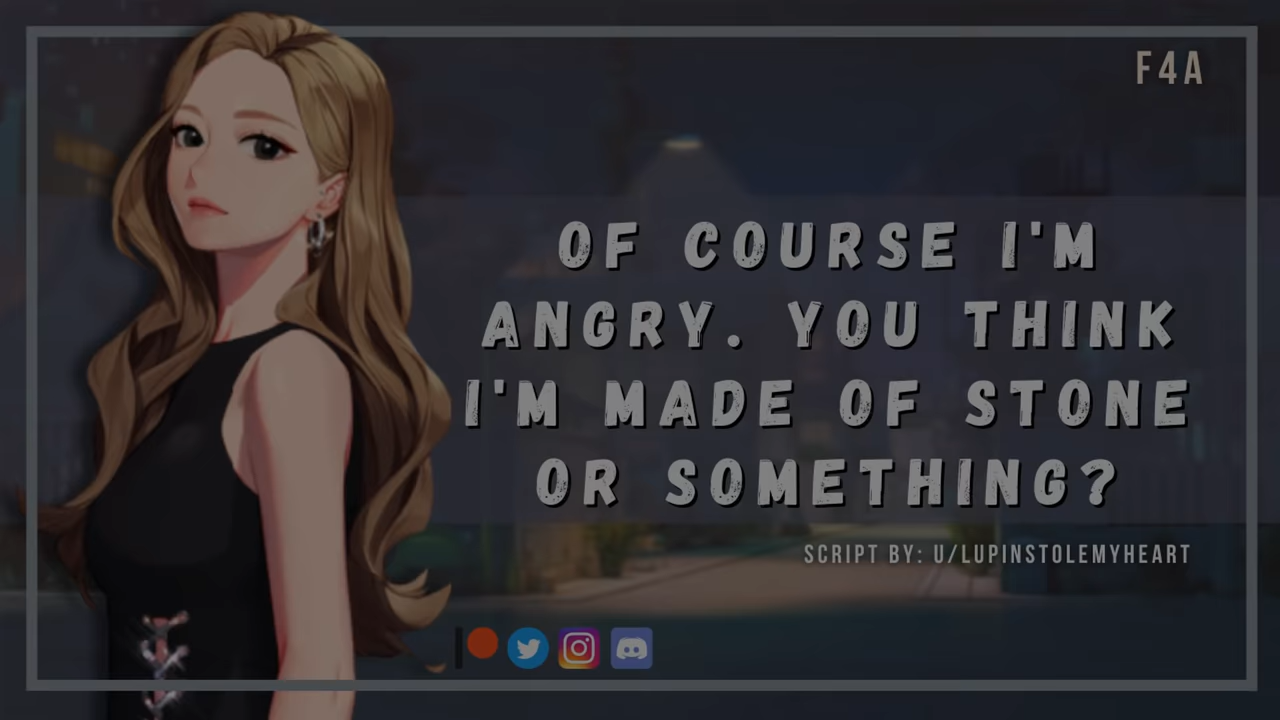 F4A
OF COURSE I'M
ANGRY. YOU THINK
I'M MADE OF STONE
OR SOMETHING?
SCRIPT BY: U/LUPINSTOLEMYHEART